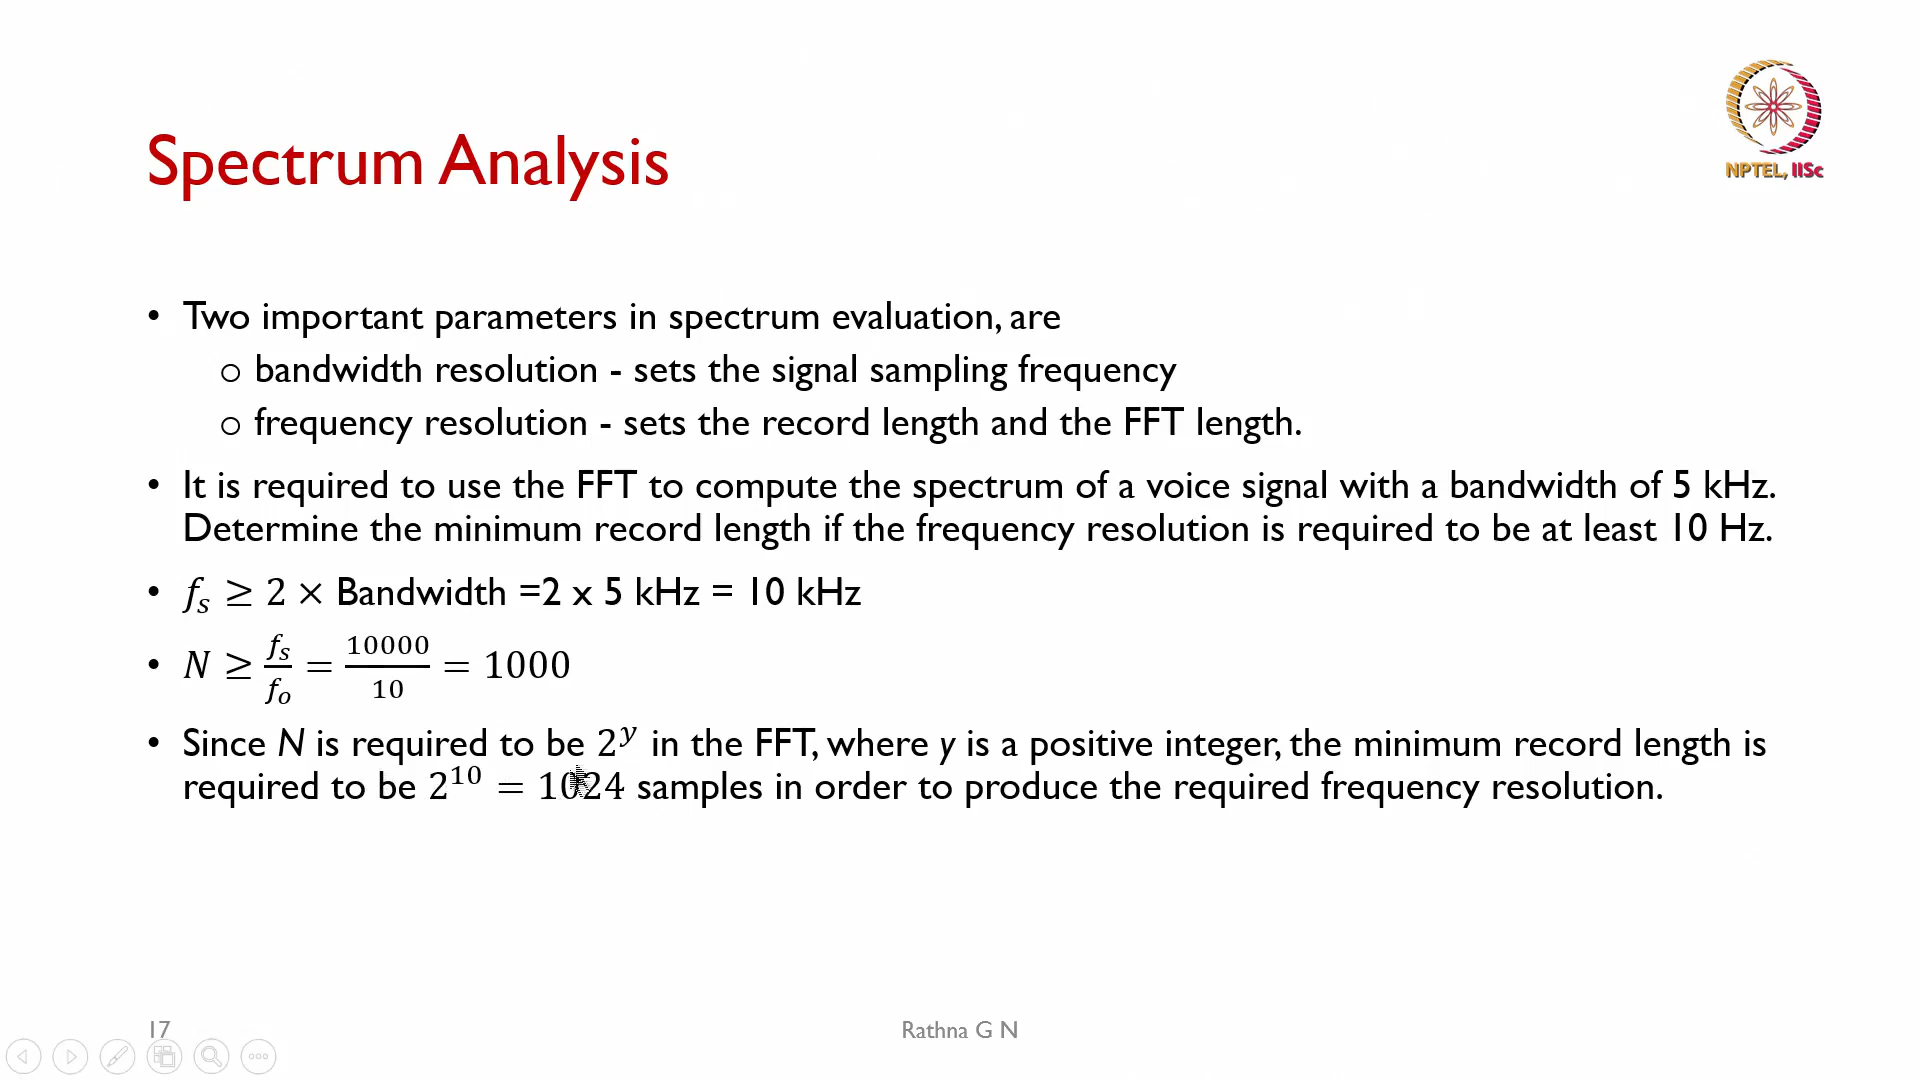 Spectrum Analysis
NPTEL, IISc
• Two important parameters in spectrum evaluation, are
o bandwidth resolution - sets the signal sampling frequency
o frequency resolution - sets the record length and the FFT length.
• It is required to use the FFT to compute the spectrum of a voice signal with a bandwidth of 5 kHz.
Determine the minimum record length if the frequency resolution is required to be at least 10 Hz.
• fₛ ≥ 2 × Bandwidth =2 x 5 kHz = 10 kHz
• N ≥ fₛ/fₒ = 10000/10 = 1000
• Since N is required to be 2^y in the FFT, where y is a positive integer, the minimum record length is
required to be 2^10 = 1024 samples in order to produce the required frequency resolution.
17
Rathna G N